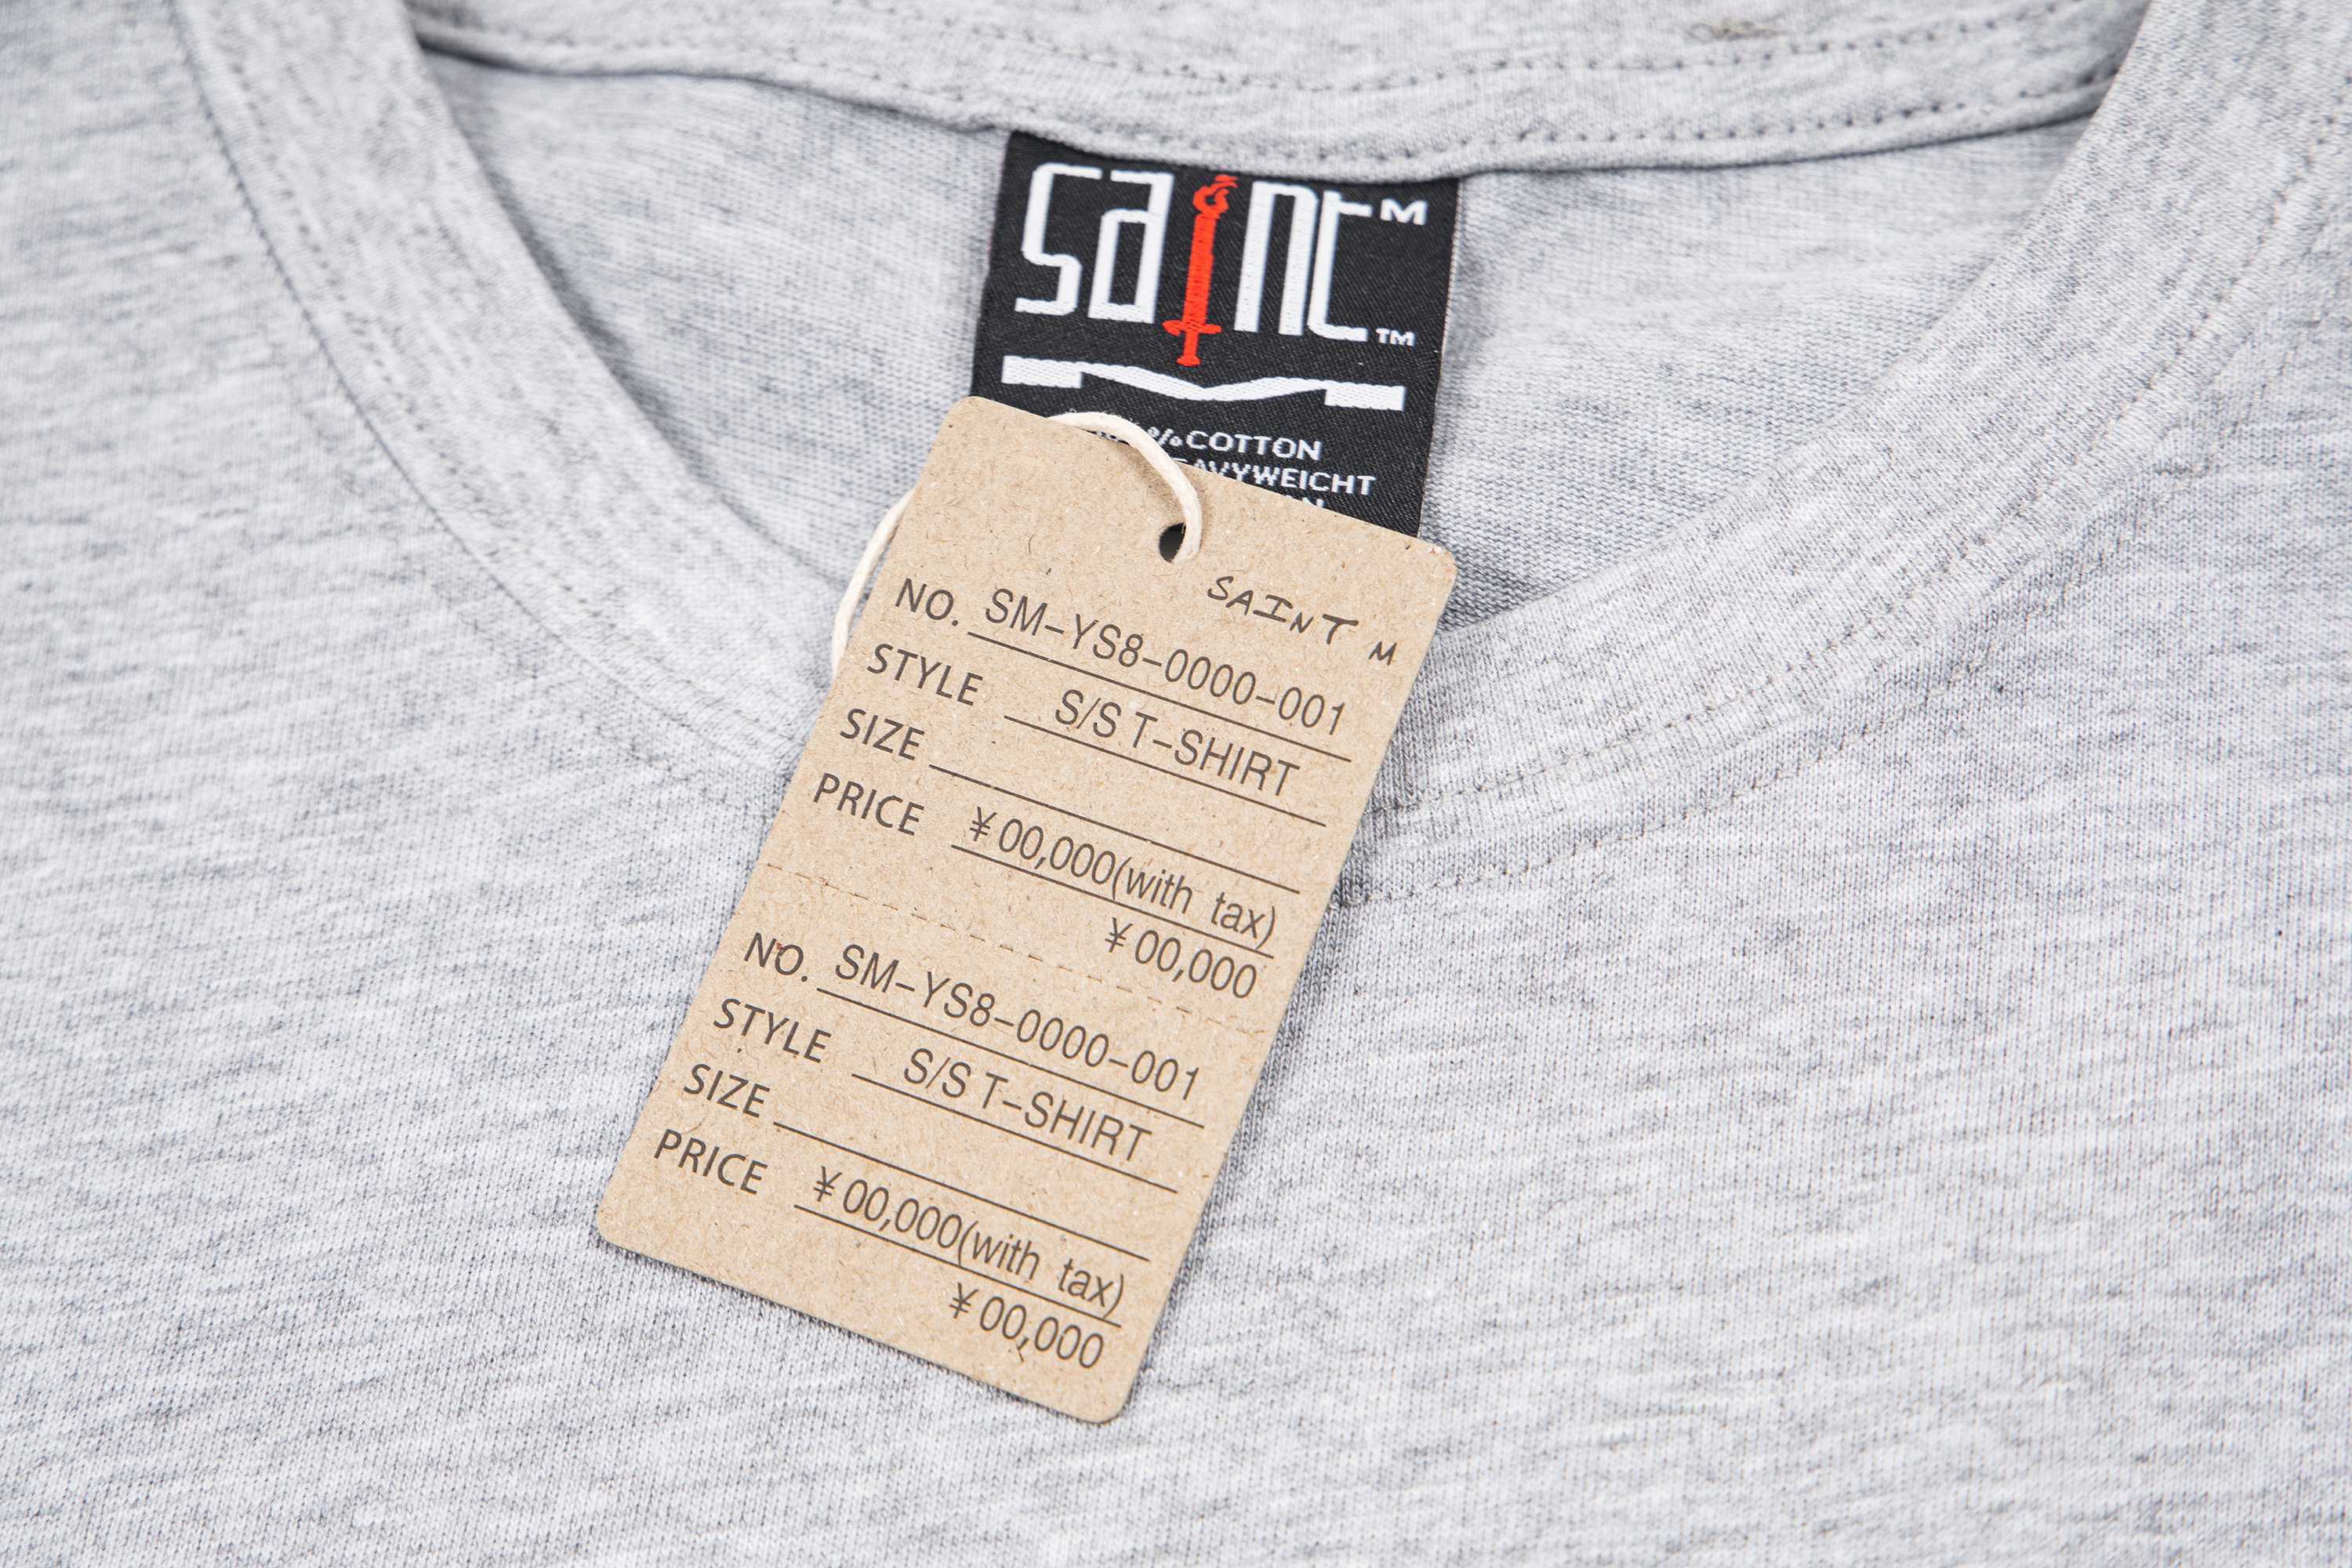 saint M
TM
%COTTON
SAINT M
NO. SM-YS8-0000-001
STYLE S/S T-SHIRT
SIZE
PRICE ¥00,000(with tax)
¥00,000
NO. SM-YS8-0000-001
STYLE S/S T-SHIRT
SIZE
PRICE ¥00,000(with tax)
¥00,000